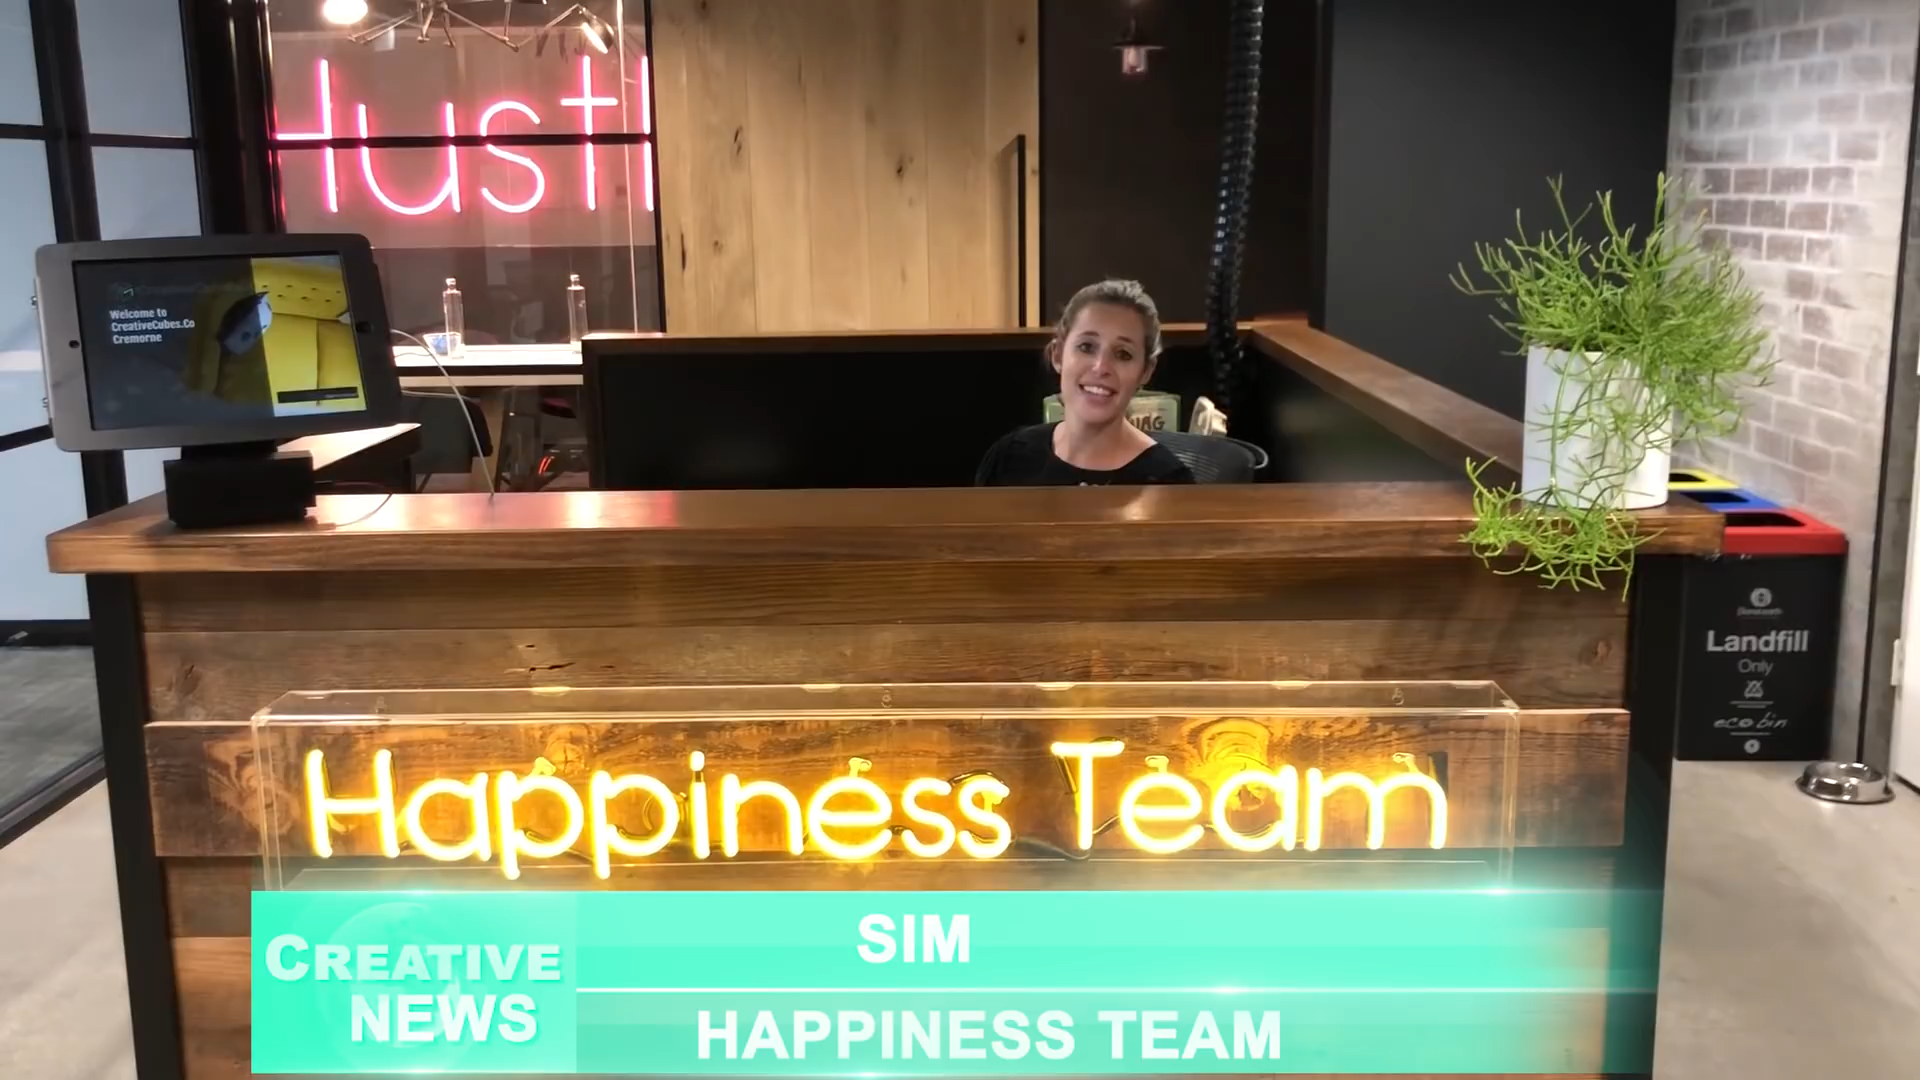 Hustl
Welcome to
CreativeCubes.Co
Cremorne
Landfill
Only
eco bin
Happiness Team
CREATIVE
NEWS
SIM
HAPPINESS TEAM